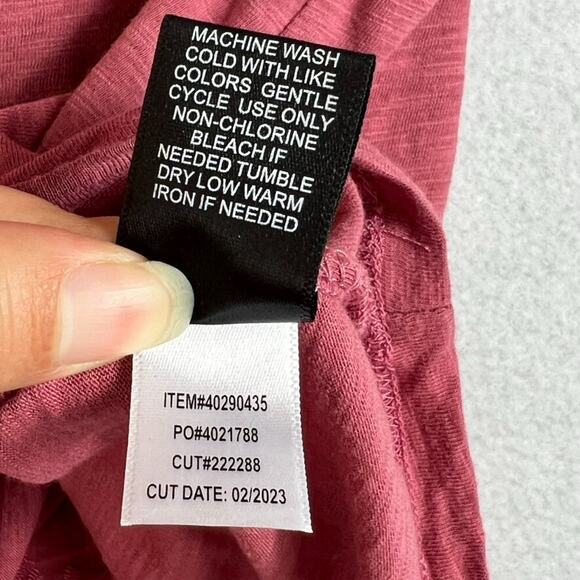 MACHINE WASH
COLD WITH LIKE
COLORS GENTLE
CYCLE USE ONLY
NON-CHLORINE
BLEACH IF
NEEDED TUMBLE
DRY LOW WARM
IRON IF NEEDED
ITEM#40290435
PO#4021788
CUT#222288
CUT DATE: 02/2023